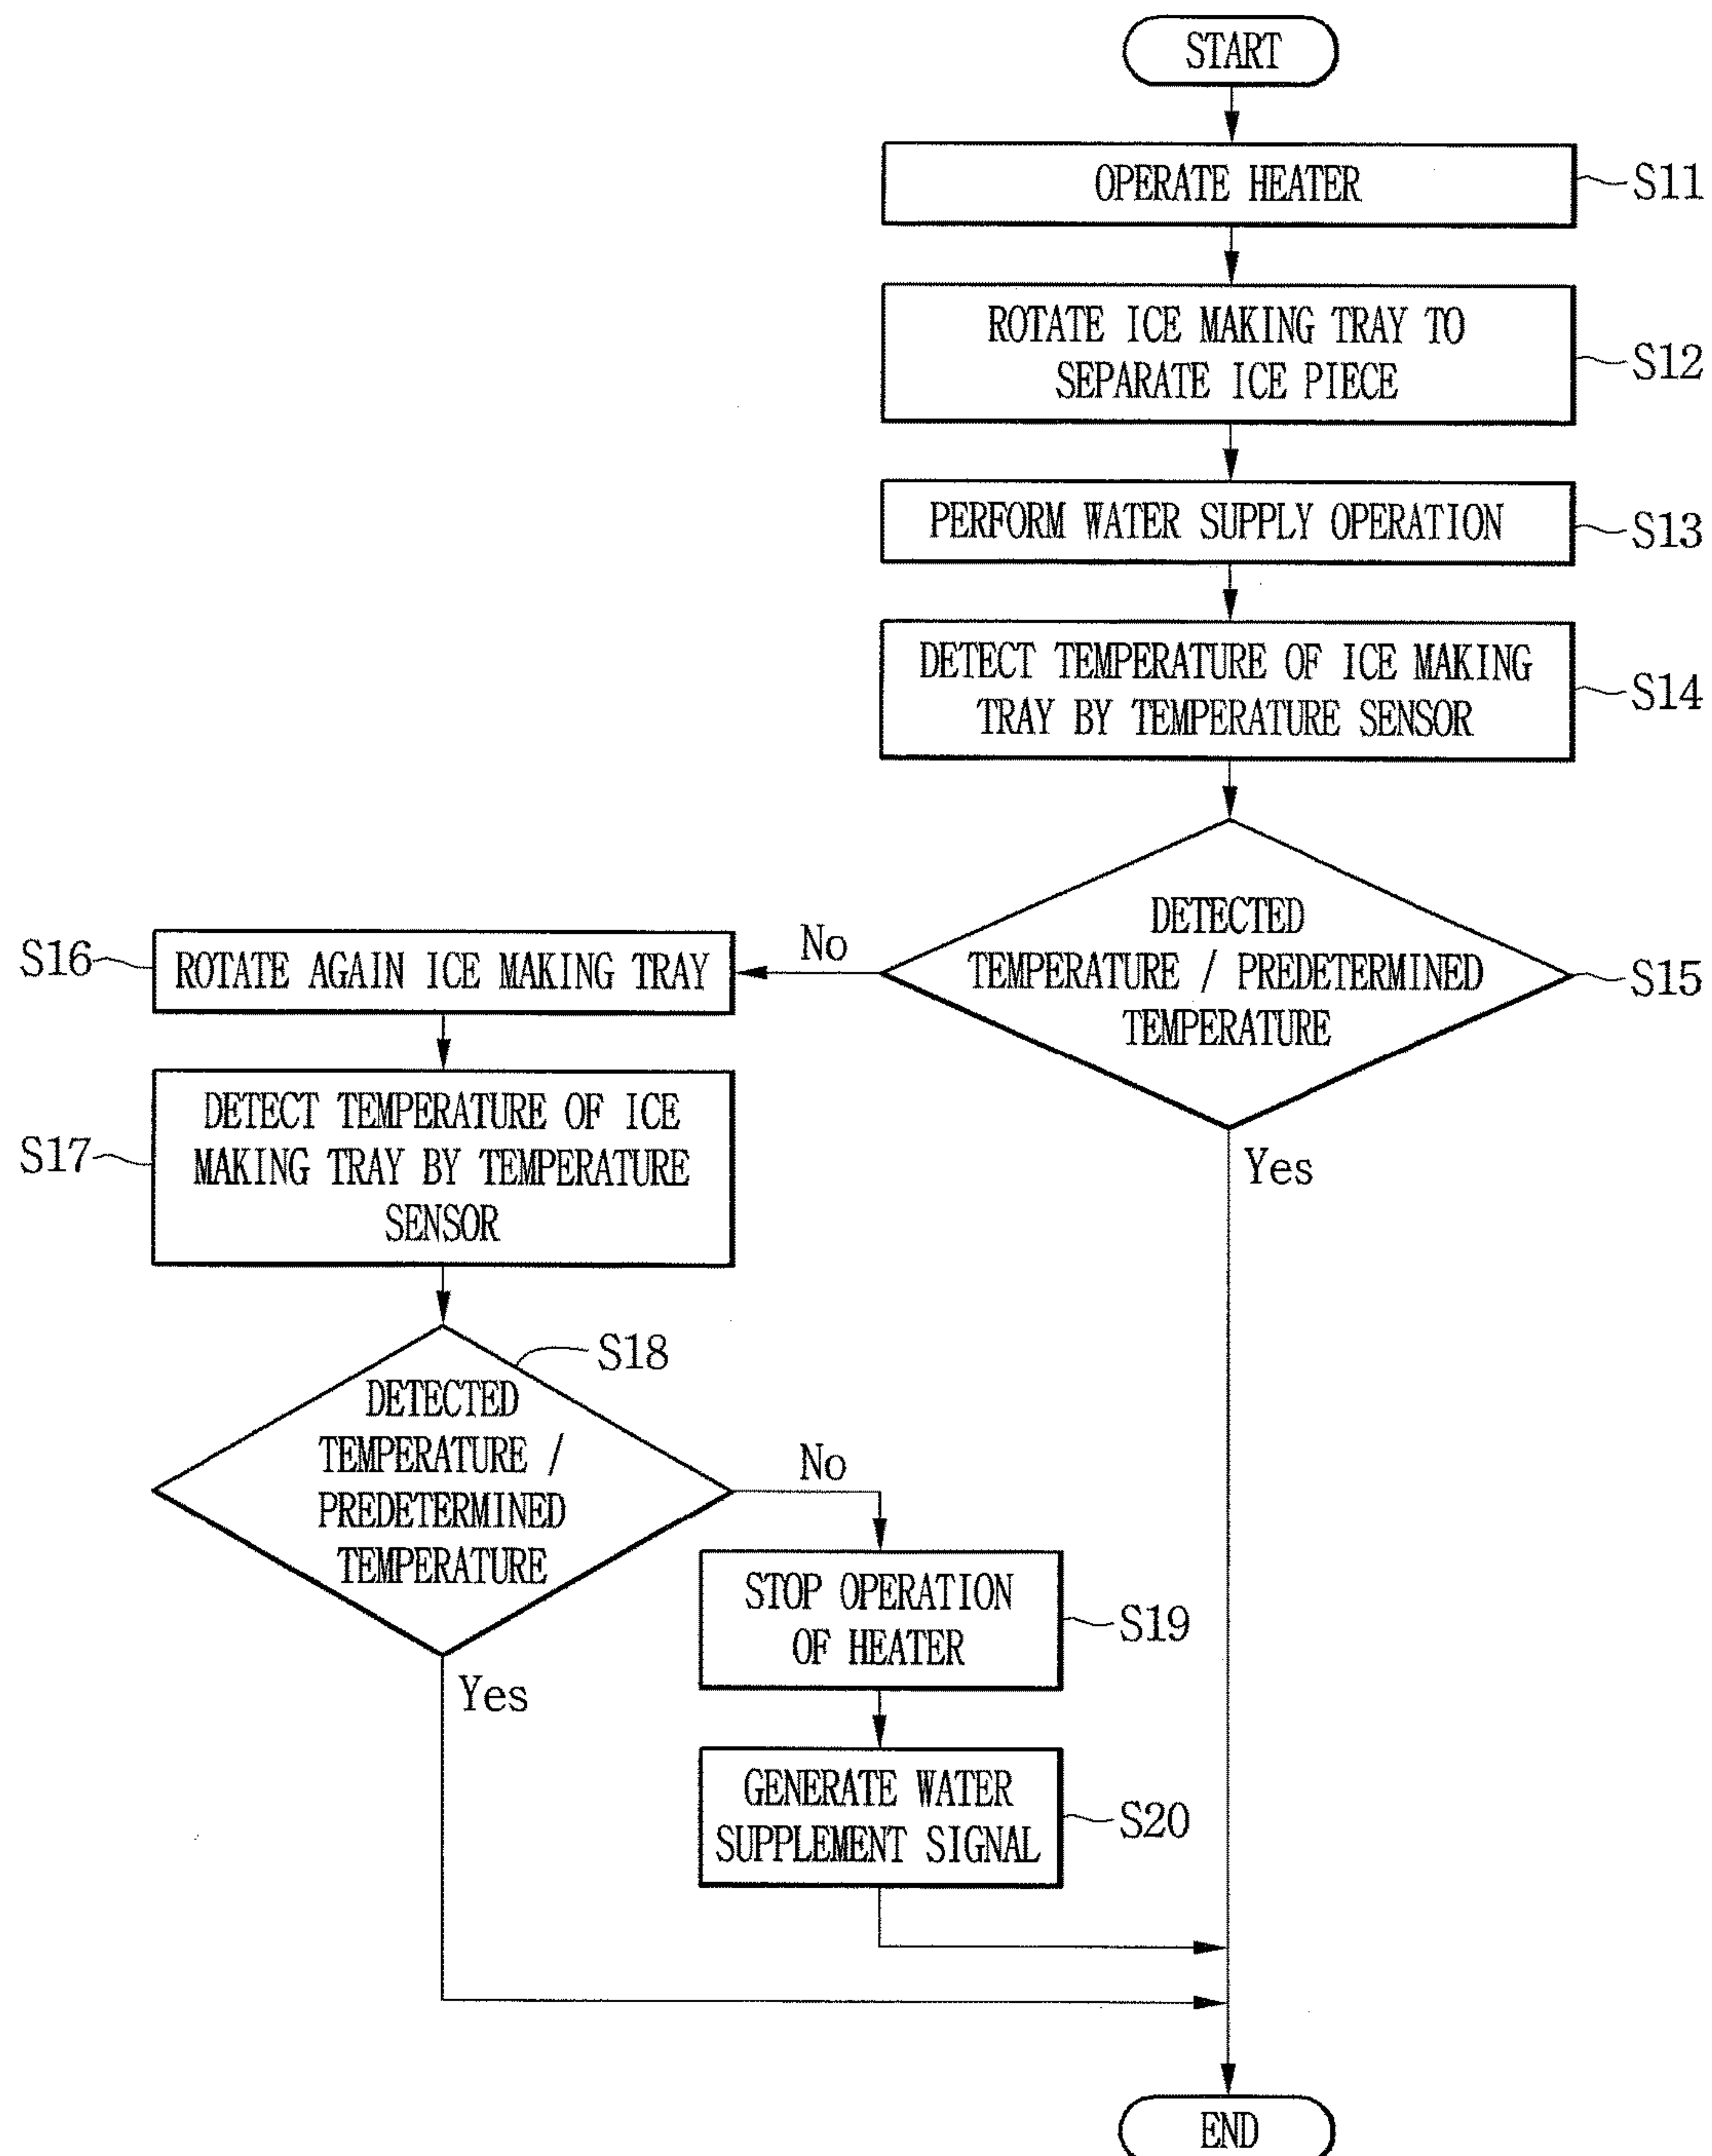 START
OPERATE HEATER
S11
ROTATE ICE MAKING TRAY TO
SEPARATE ICE PIECE
S12
PERFORM WATER SUPPLY OPERATION
S13
DETECT TEMPERATURE OF ICE MAKING
TRAY BY TEMPERATURE SENSOR
S14
DETECTED
TEMPERATURE / PREDETERMINED
TEMPERATURE
S15
No
Yes
S16
ROTATE AGAIN ICE MAKING TRAY
S17
DETECT TEMPERATURE OF ICE
MAKING TRAY BY TEMPERATURE
SENSOR
S18
DETECTED
TEMPERATURE /
PREDETERMINED
TEMPERATURE
No
Yes
STOP OPERATION
OF HEATER
S19
GENERATE WATER
SUPPLEMENT SIGNAL
S20
END